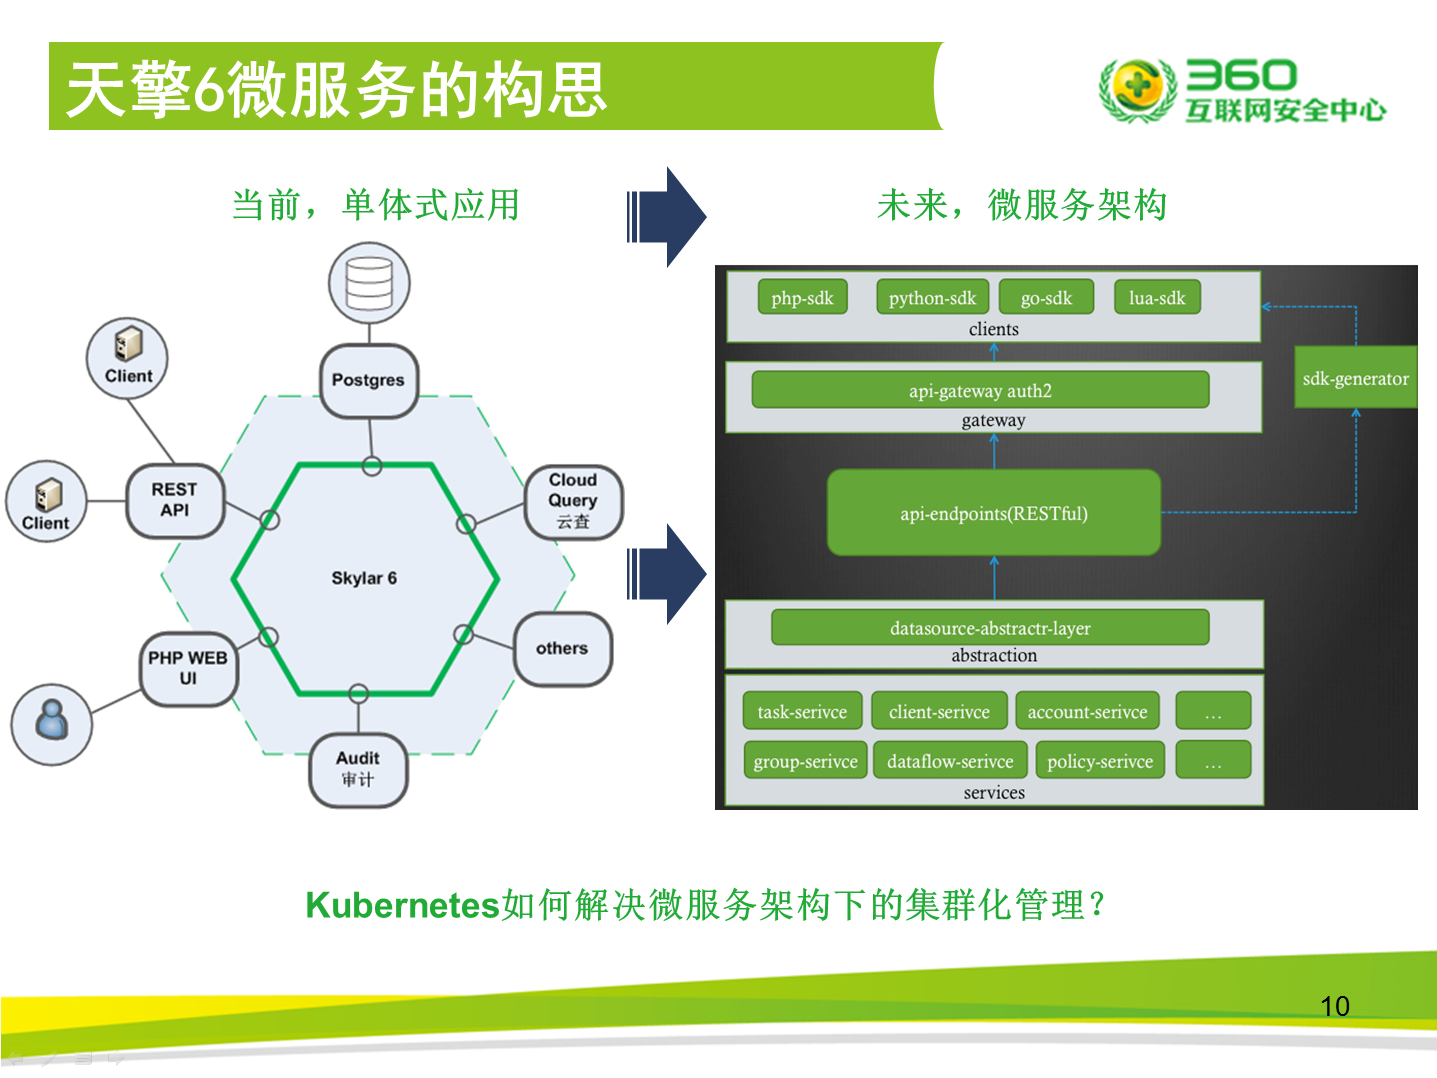 天擎6微服务的构思
360
互联网安全中心
当前，单体式应用
未来，微服务架构
Client
Postgres
Client
REST
API
Cloud
Query
云查
Skylar 6
PHP WEB
UI
others
Audit
审计
php-sdk
python-sdk
go-sdk
lua-sdk
clients
sdk-generator
api-gateway auth2
gateway
api-endpoints(RESTful)
datasource-abstractr-layer
abstraction
task-serivce
client-serivce
account-serivce
...
group-serivce
dataflow-serivce
policy-serivce
...
services
Kubernetes如何解决微服务架构下的集群化管理？
10